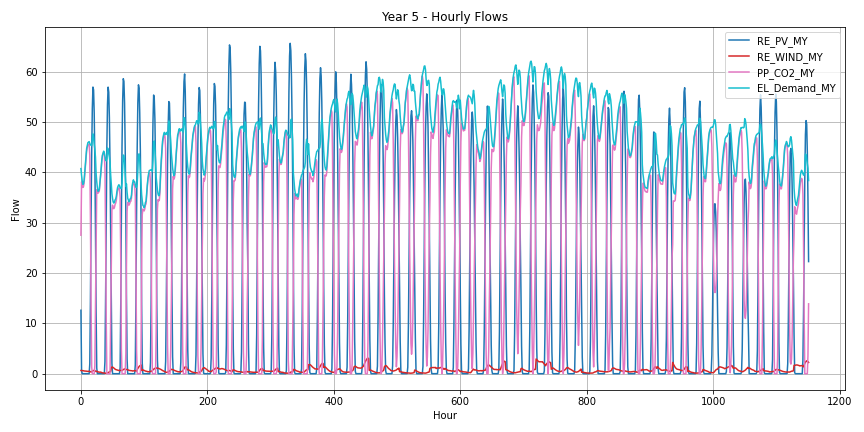 Year 5 - Hourly Flows
RE_PV_MY
RE_WIND_MY
PP_CO2_MY
EL_Demand_MY
Flow
60
50
40
30
20
10
0
0 200 400 600 800 1000 1200
Hour